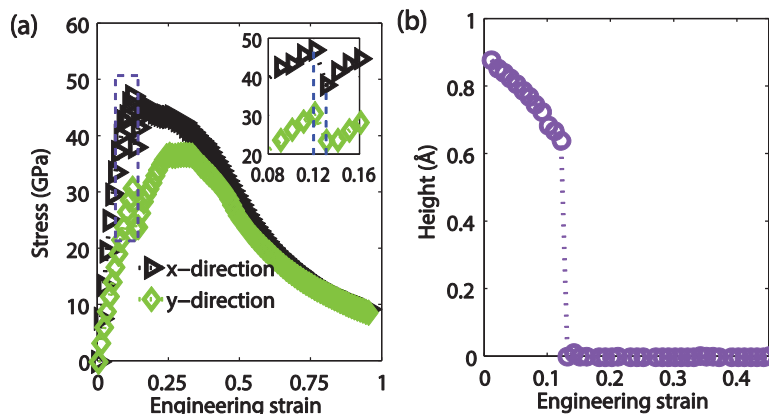 (a)
60
50
40
30
20
10
0
Stress (GPa)
0 0.25 0.5 0.75 1
Engineering strain
x−direction
y−direction
50
40
30
20
0.08 0.12 0.16
(b)
1
0.8
0.6
0.4
0.2
0
Height (Å)
0 0.1 0.2 0.3 0.4
Engineering strain